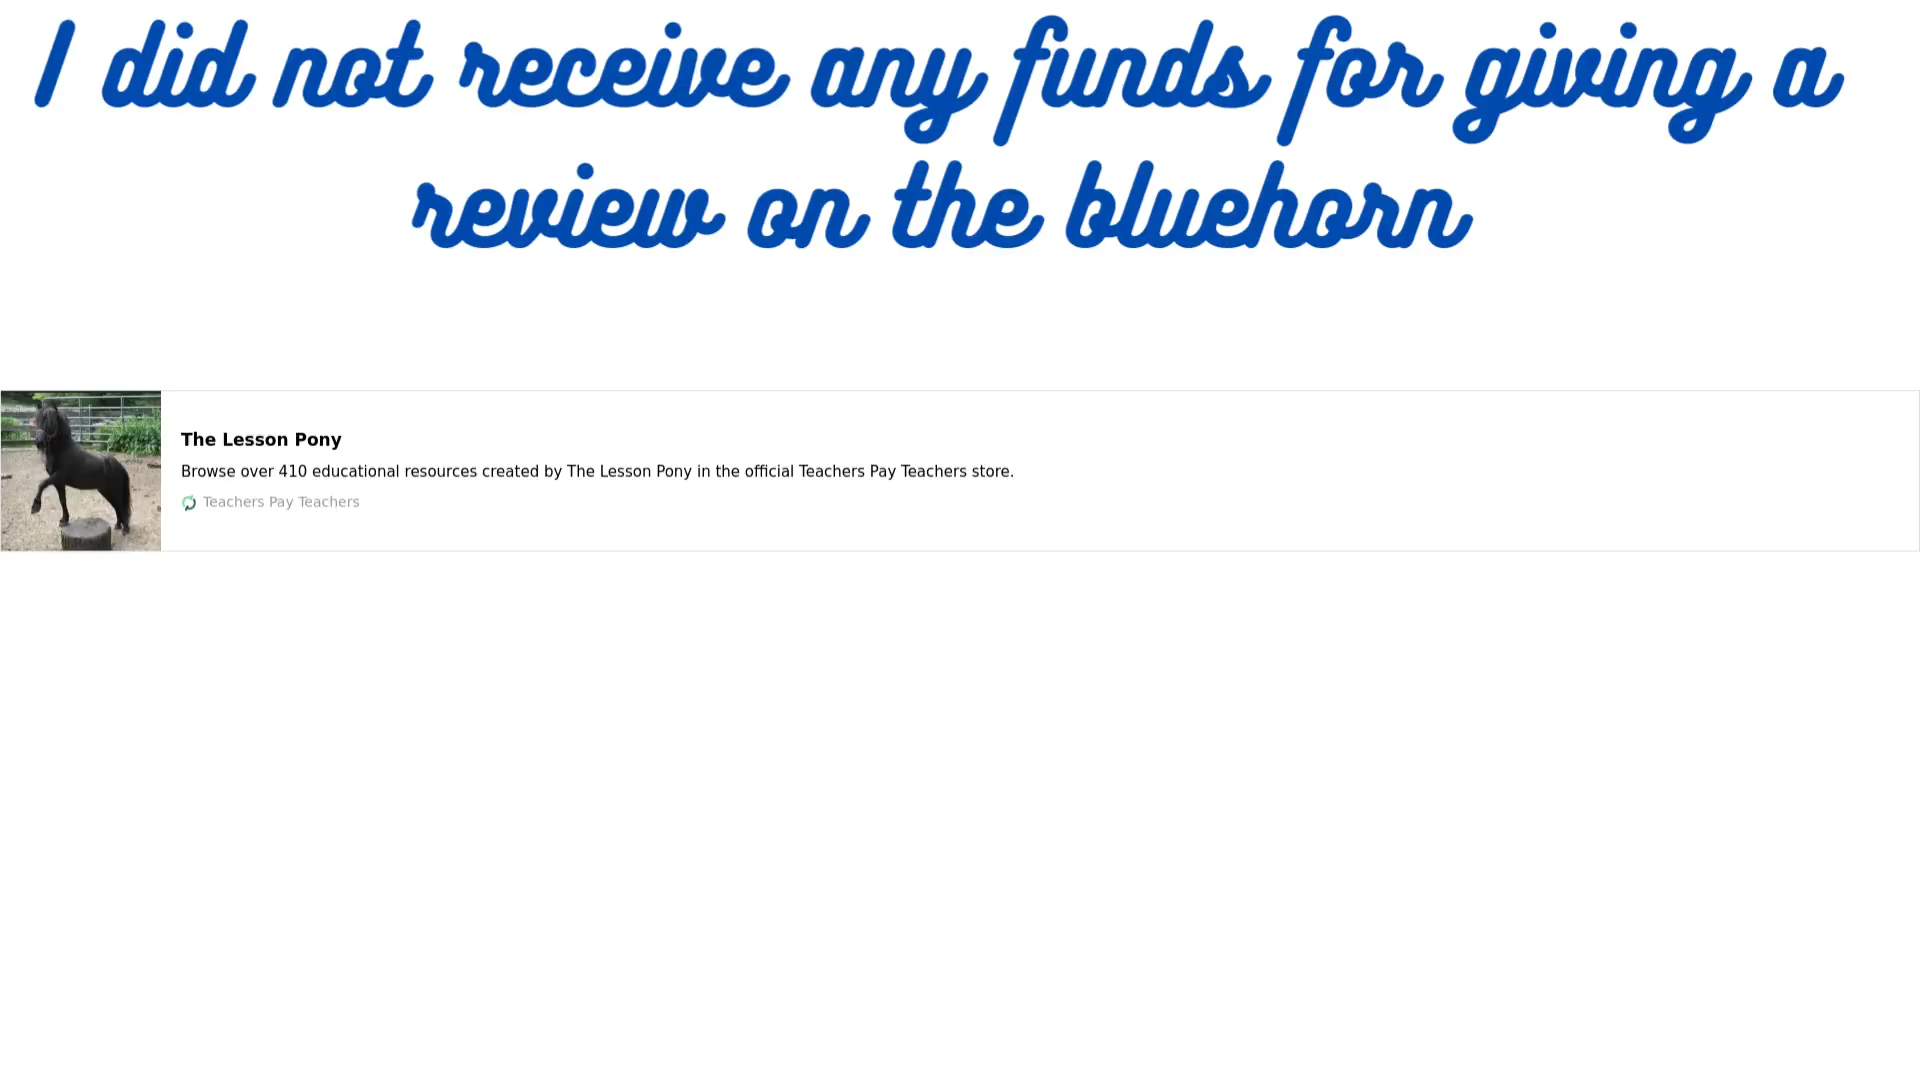 I did not receive any funds for giving a
review on the bluehorn
The Lesson Pony
Browse over 410 educational resources created by The Lesson Pony in the official Teachers Pay Teachers store.
Teachers Pay Teachers